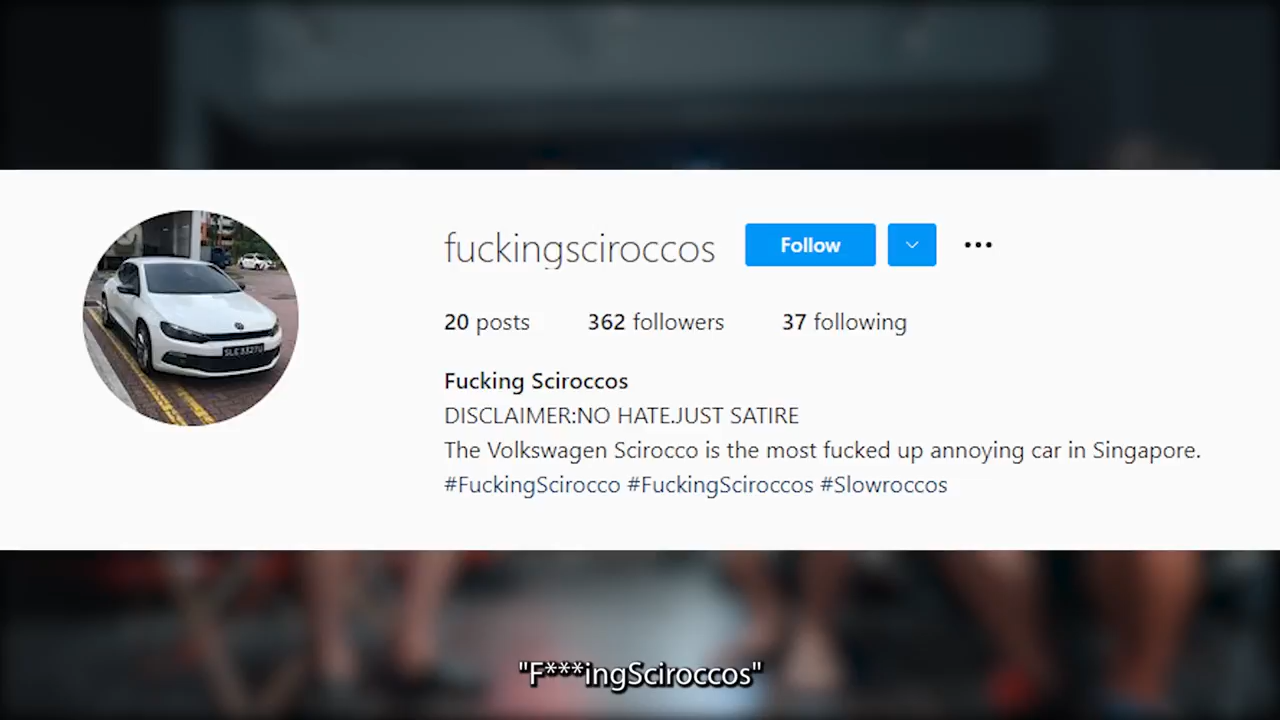 fuckingsciroccos
Follow
20 posts
362 followers
37 following
Fucking Sciroccos
DISCLAIMER:NO HATE.JUST SATIRE
The Volkswagen Scirocco is the most fucked up annoying car in Singapore.
#FuckingScirocco #FuckingSciroccos #Slowroccos
SLE3327U
"F***ingSciroccos"